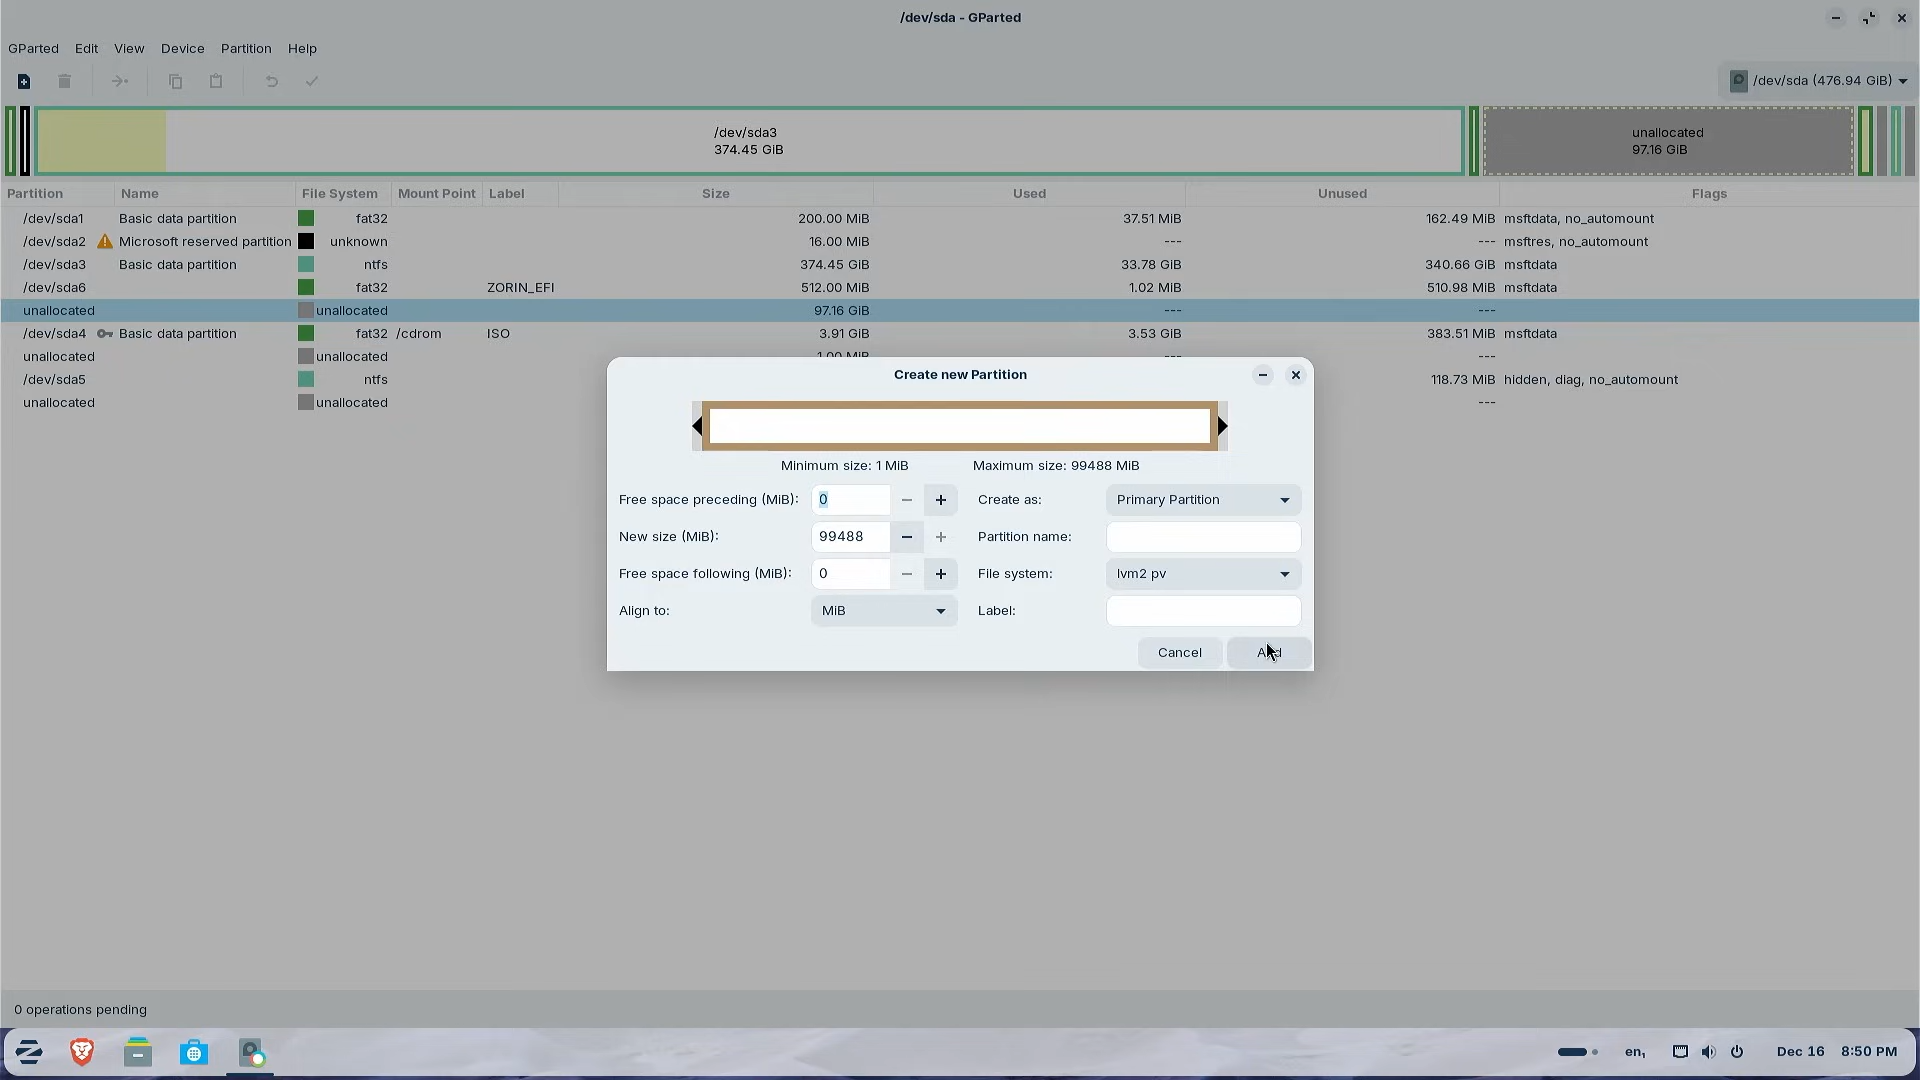 /dev/sda - GParted
GParted Edit View Device Partition Help
/dev/sda (476.94 GiB)
/dev/sda3
374.45 GiB
unallocated
97.16 GiB
Partition Name File System Mount Point Label Size Used Unused Flags
/dev/sda1 Basic data partition fat32 200.00 MiB 37.51 MiB 162.49 MiB msftdata, no_automount
/dev/sda2 Microsoft reserved partition unknown 16.00 MiB --- --- msftres, no_automount
/dev/sda3 Basic data partition ntfs 374.45 GiB 33.78 GiB 340.66 GiB msftdata
/dev/sda6 fat32 ZORIN_EFI 512.00 MiB 1.02 MiB 510.98 MiB msftdata
unallocated unallocated 97.16 GiB --- ---
/dev/sda4 Basic data partition fat32 /cdrom ISO 3.91 GiB 3.53 GiB 383.51 MiB msftdata
unallocated unallocated 1.00 MiB --- ---
/dev/sda5 ntfs 118.73 MiB hidden, diag, no_automount
unallocated unallocated ---
Create new Partition
Minimum size: 1 MiB Maximum size: 99488 MiB
Free space preceding (MiB): 0 Create as: Primary Partition
New size (MiB): 99488 Partition name:
Free space following (MiB): 0 File system: lvm2 pv
Align to: MiB Label:
Cancel
0 operations pending
en, Dec 16 8:50 PM